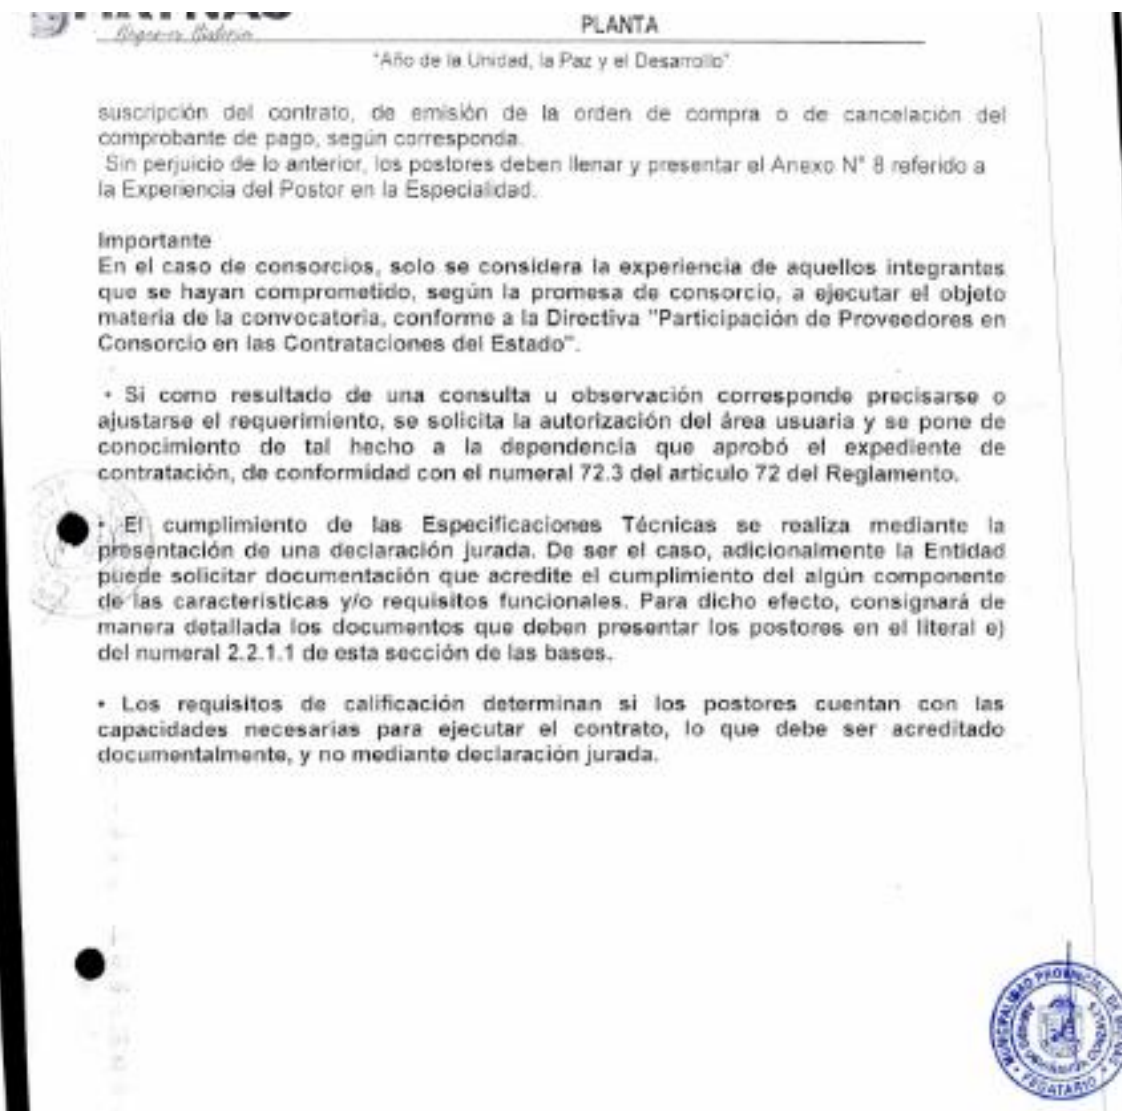 PLANTA
"Año de la Unidad, la Paz y el Desarrollo"
suscripción del contrato, de emisión de la orden de compra o de cancelación del
comprobante de pago, según corresponda.
Sin perjuicio de lo anterior, los postores deben llenar y presentar el Anexo N° 8 referido a
la Experiencia del Postor en la Especialidad.
Importante
En el caso de consorcios, solo se considera la experiencia de aquellos integrantes
que se hayan comprometido, según la promesa de consorcio, a ejecutar el objeto
materia de la convocatoria, conforme a la Directiva "Participación de Proveedores en
Consorcio en las Contrataciones del Estado".
• Si como resultado de una consulta u observación corresponde precisarse o
ajustarse el requerimiento, se solicita la autorización del área usuaria y se pone de
conocimiento de tal hecho a la dependencia que aprobó el expediente de
contratación, de conformidad con el numeral 72.3 del artículo 72 del Reglamento.
• El cumplimiento de las Especificaciones Técnicas se realiza mediante la
presentación de una declaración jurada. De ser el caso, adicionalmente la Entidad
puede solicitar documentación que acredite el cumplimiento del algún componente
de las características y/o requisitos funcionales. Para dicho efecto, consignará de
manera detallada los documentos que deben presentar los postores en el literal e)
del numeral 2.2.1.1 de esta sección de las bases.
• Los requisitos de calificación determinan si los postores cuentan con las
capacidades necesarias para ejecutar el contrato, lo que debe ser acreditado
documentalmente, y no mediante declaración jurada.
MUNICIPALIDAD PROVINCIAL DE
FEDATARIO